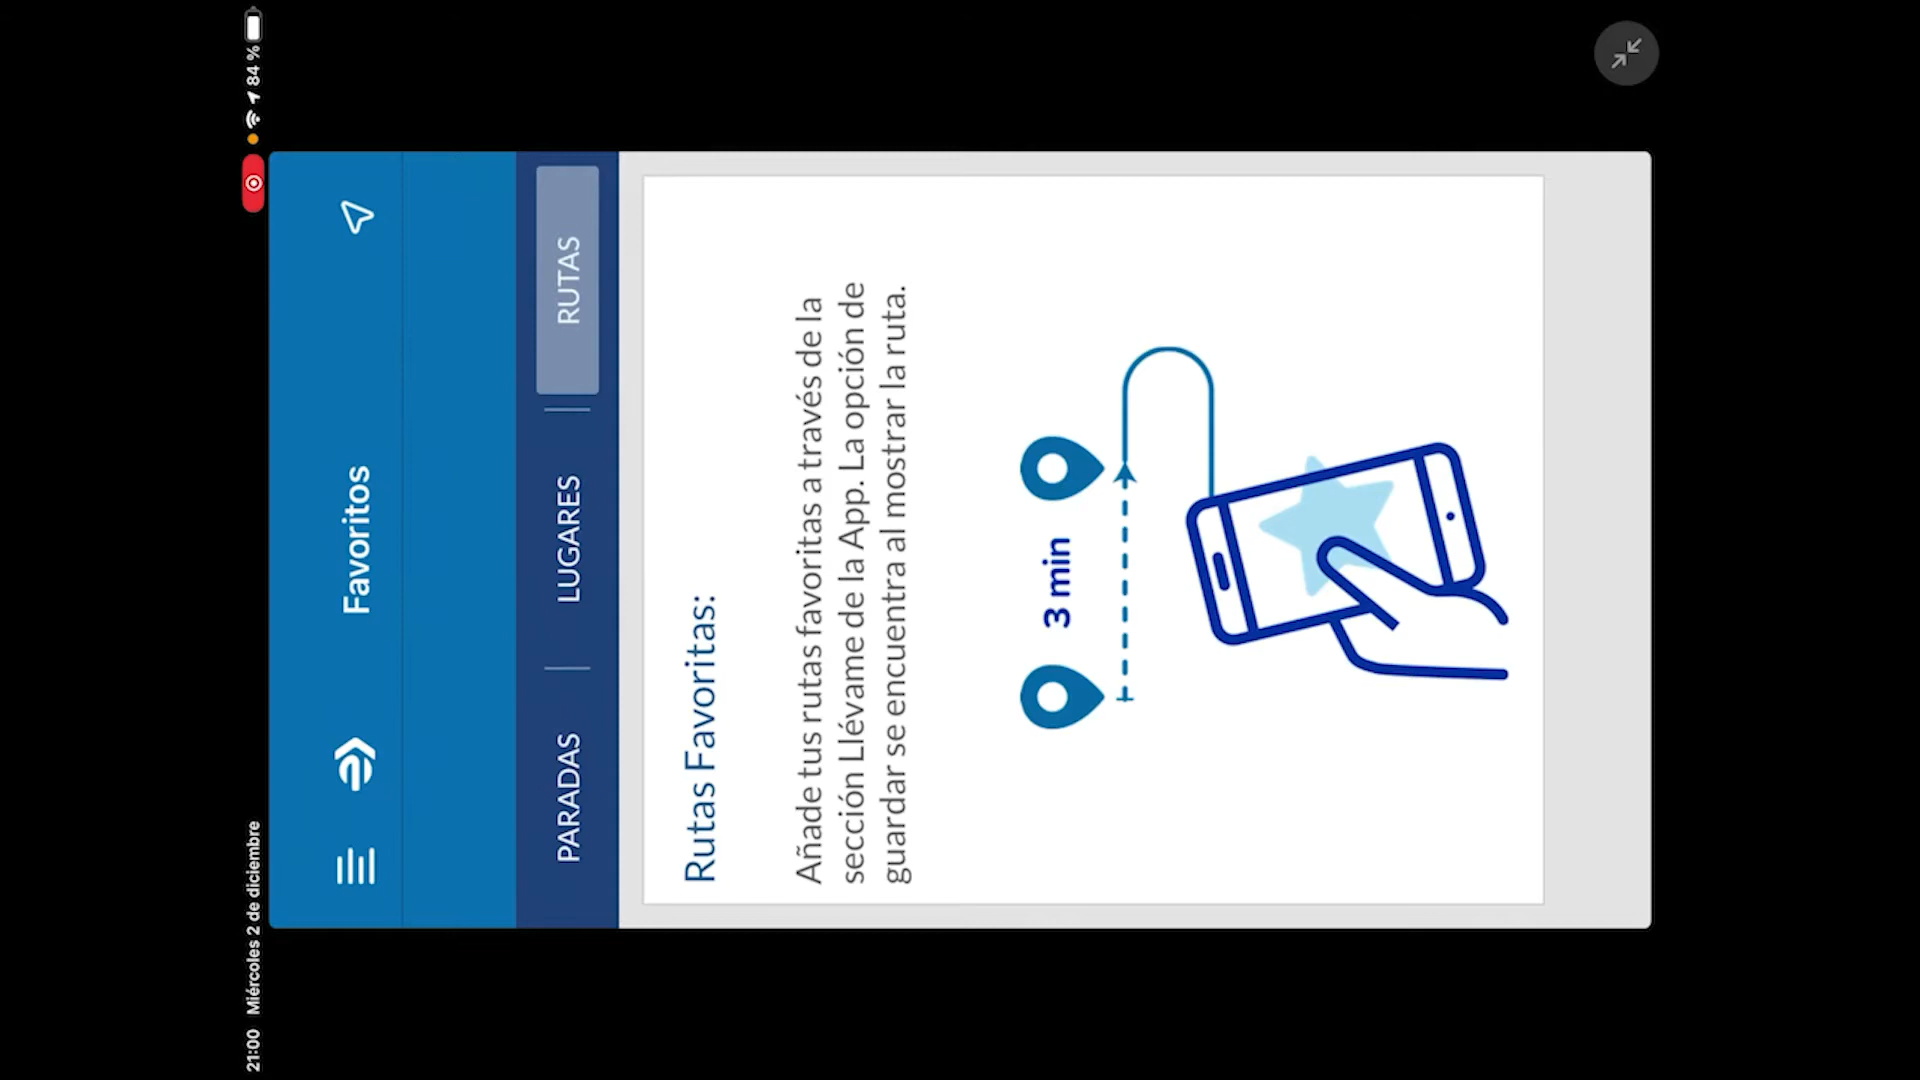 21:00 Miércoles 2 de diciembre
84 %
Favoritos
PARADAS
LUGARES
RUTAS
Rutas Favoritas:
Añade tus rutas favoritas a través de la
sección Llévame de la App. La opción de
guardar se encuentra al mostrar la ruta.
3 min